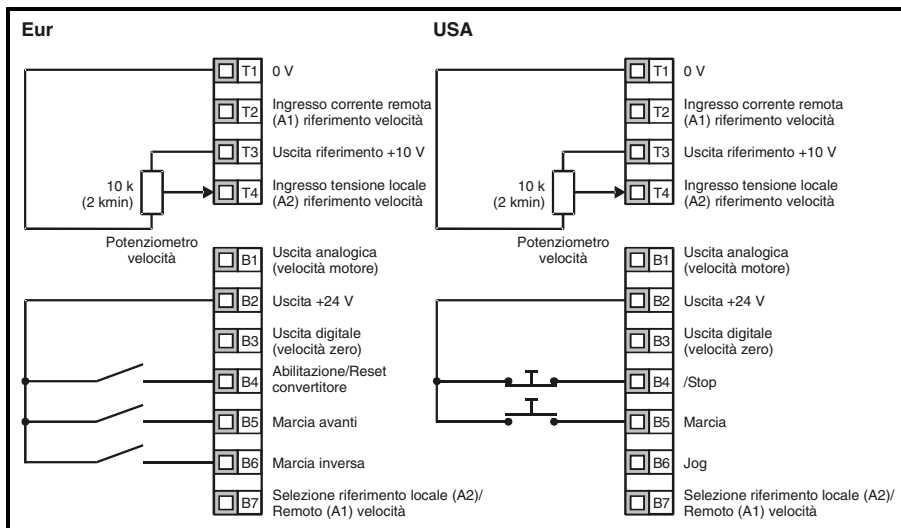 Eur
T1 0 V
T2 Ingresso corrente remota
(A1) riferimento velocità
T3 Uscita riferimento +10 V
T4 Ingresso tensione locale
(A2) riferimento velocità
10 k
(2 kmin)
Potenziometro
velocità
B1 Uscita analogica
(velocità motore)
B2 Uscita +24 V
B3 Uscita digitale
(velocità zero)
B4 Abilitazione/Reset
convertitore
B5 Marcia avanti
B6 Marcia inversa
B7 Selezione riferimento locale (A2)/
Remoto (A1) velocità
USA
T1 0 V
T2 Ingresso corrente remota
(A1) riferimento velocità
T3 Uscita riferimento +10 V
T4 Ingresso tensione locale
(A2) riferimento velocità
10 k
(2 kmin)
Potenziometro
velocità
B1 Uscita analogica
(velocità motore)
B2 Uscita +24 V
B3 Uscita digitale
(velocità zero)
B4 /Stop
B5 Marcia
B6 Jog
B7 Selezione riferimento locale (A2)/
Remoto (A1) velocità